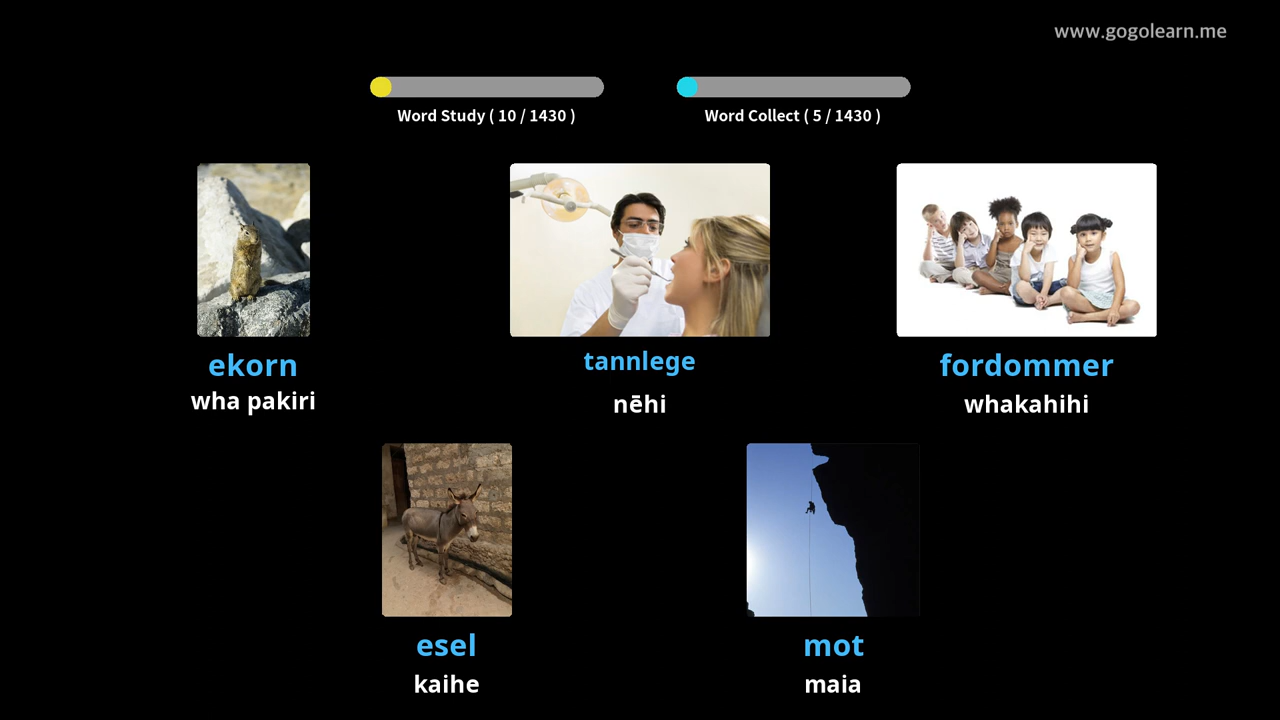 www.gogolearn.me
Word Study ( 10 / 1430 )
Word Collect ( 5 / 1430 )
ekorn
wha pakiri
tannlege
nēhi
fordommer
whakahihi
esel
kaihe
mot
maia